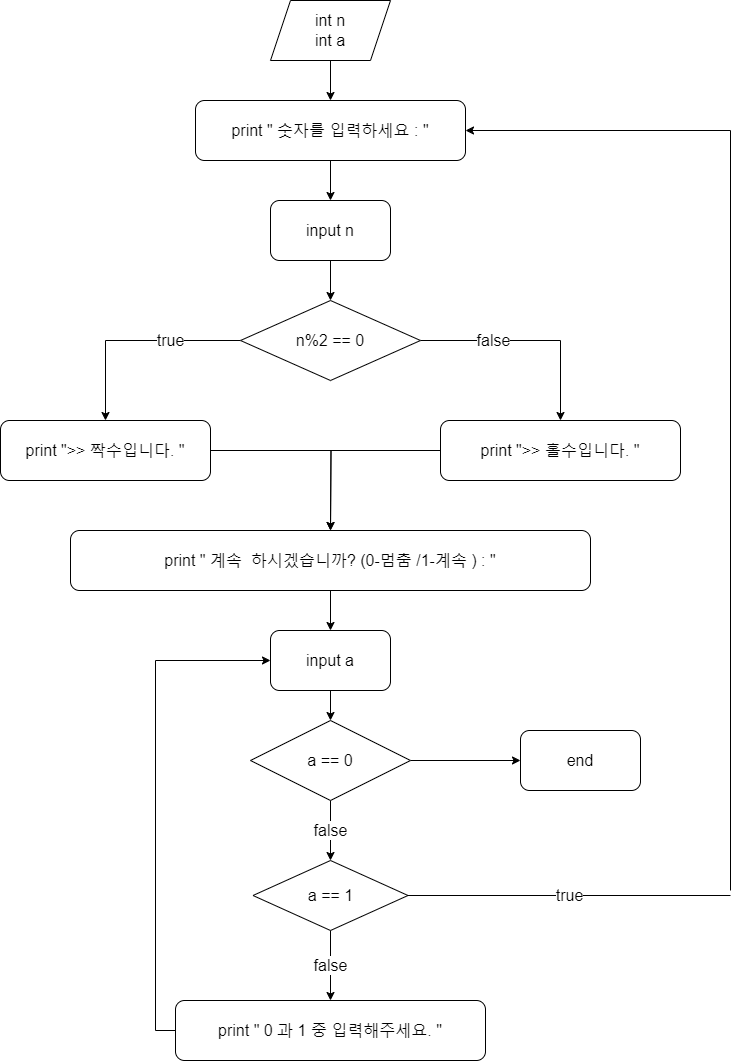 int n
int a
print " 숫자를 입력하세요 : "
input n
n%2 == 0
true
false
print ">> 짝수입니다. "
print ">> 홀수입니다. "
print " 계속  하시겠습니까? (0-멈춤 /1-계속 ) : "
input a
a == 0
end
false
a == 1
true
false
print " 0 과 1 중 입력해주세요. "